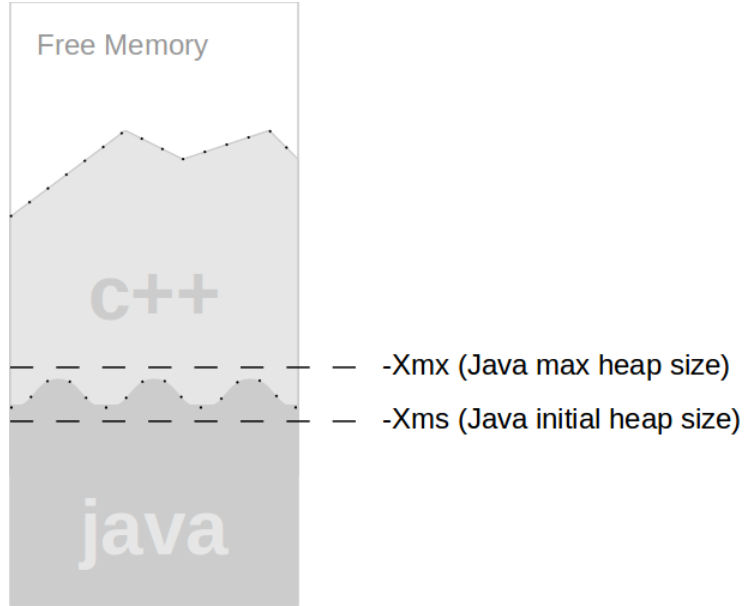 Free Memory
c++
-Xmx (Java max heap size)
-Xms (Java initial heap size)
java